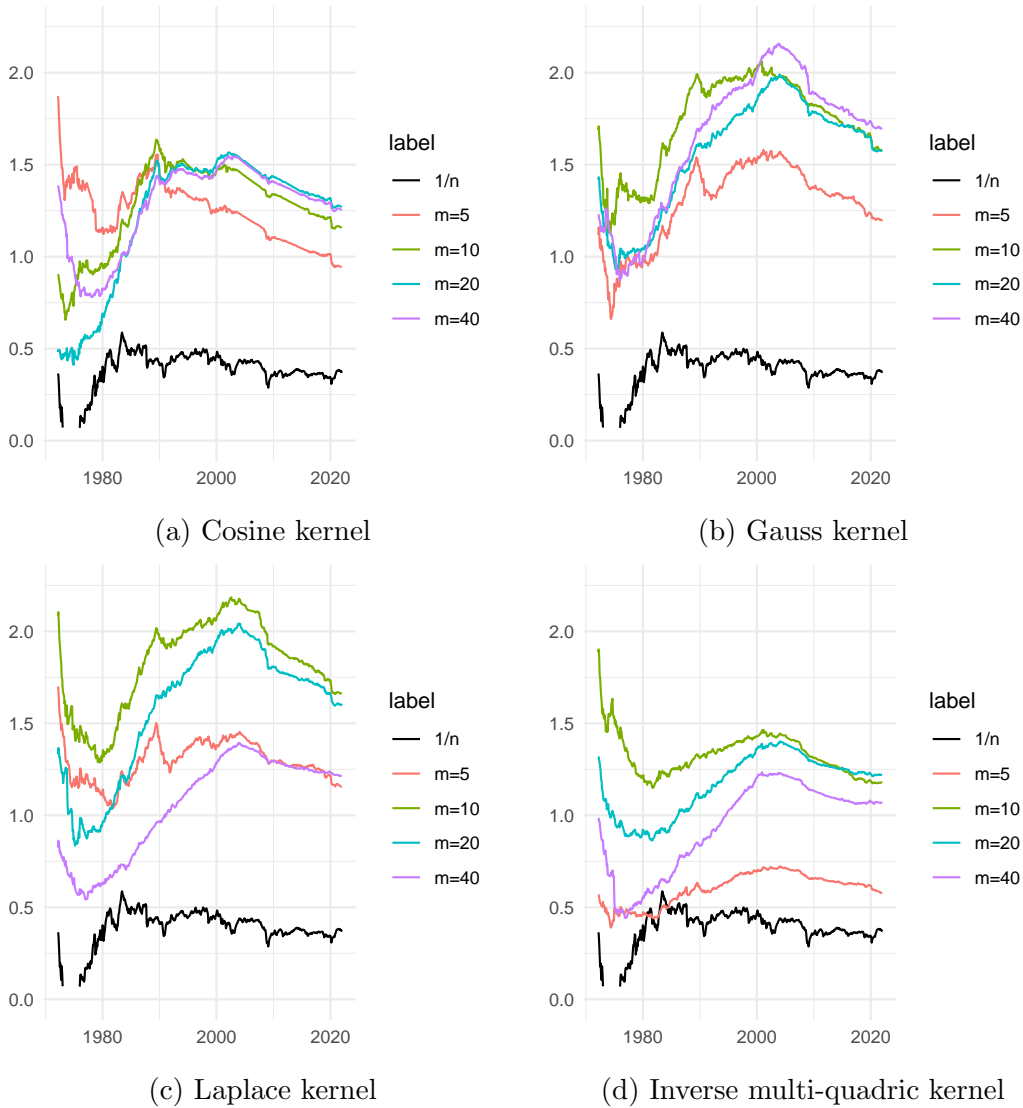 2.0
1.5
1.0
0.5
0.0
1980
2000
2020
label
1/n
m=5
m=10
m=20
m=40
(a) Cosine kernel
2.0
1.5
1.0
0.5
0.0
1980
2000
2020
label
1/n
m=5
m=10
m=20
m=40
(b) Gauss kernel
2.0
1.5
1.0
0.5
0.0
1980
2000
2020
label
1/n
m=5
m=10
m=20
m=40
(c) Laplace kernel
2.0
1.5
1.0
0.5
0.0
1980
2000
2020
label
1/n
m=5
m=10
m=20
m=40
(d) Inverse multi-quadric kernel